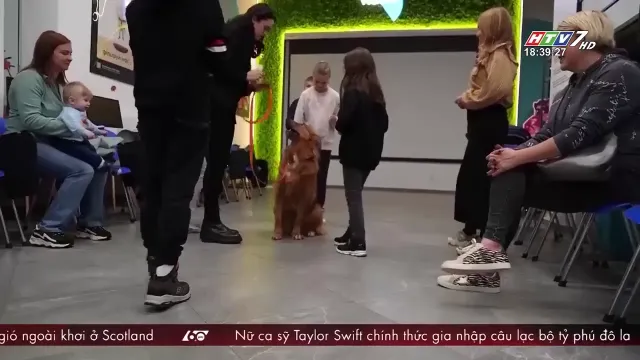 HTV7 HD
18:39:27
gió ngoài khơi ở Scotland
Nữ ca sỹ Taylor Swift chính thức gia nhập câu lạc bộ tỷ phú đô la